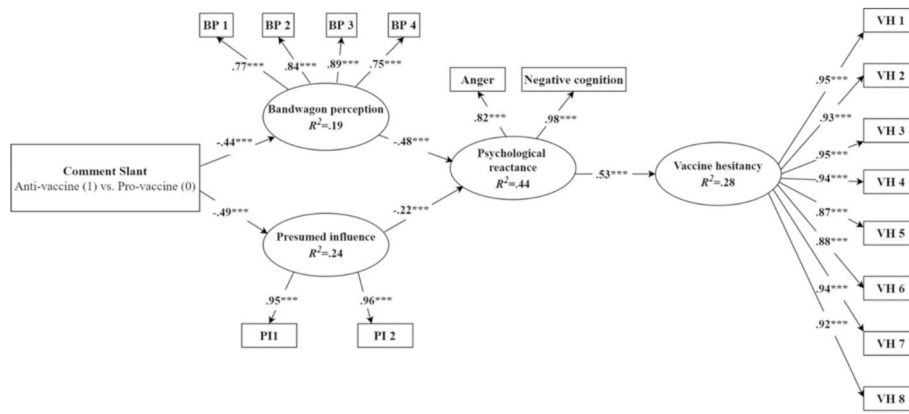 BP 1
BP 2
BP 3
BP 4
.77***
.84***
.89***
.75***
Bandwagon perception
R²=.19
Anger
Negative cognition
.82***
.98***
-.44***
-.48***
Comment Slant
Anti-vaccine (1) vs. Pro-vaccine (0)
Psychological
reactance
R²=.44
.53***
Vaccine hesitancy
R²=.28
-.49***
-.22***
Presumed influence
R²=.24
.95***
.96***
PI1
PI 2
.95***
.93***
.95***
.94***
.87***
.88***
.94***
.92***
VH 1
VH 2
VH 3
VH 4
VH 5
VH 6
VH 7
VH 8